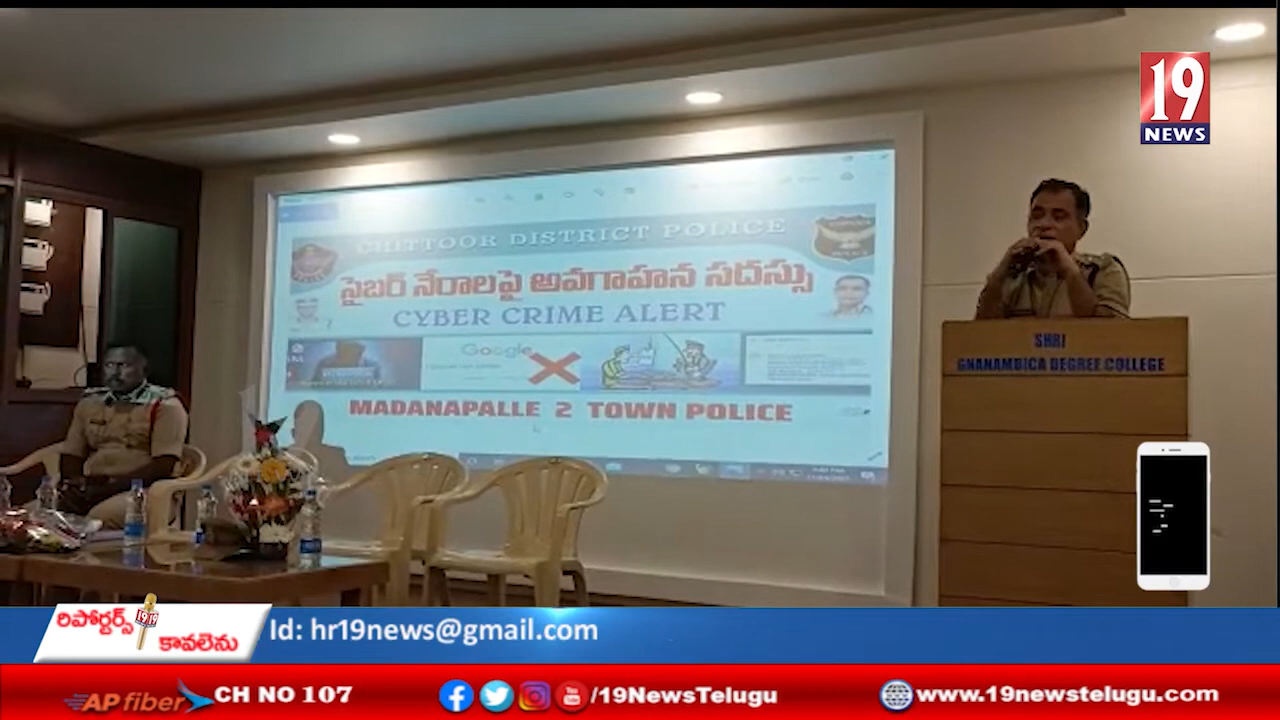 19
NEWS
CHITTOOR DISTRICT POLICE
సైబర్ నేరాలపై అవగాహన సదస్సు
CYBER CRIME ALERT
Google
MADANAPALLE 2 TOWN POLICE
SHRI
GNANAMBICA DEGREE COLLEGE
రిపోర్టర్స్
కావలెను
Id: hr19news@gmail.com
AP fiber CH NO 107
/19NewsTelugu
www.19newstelugu.com